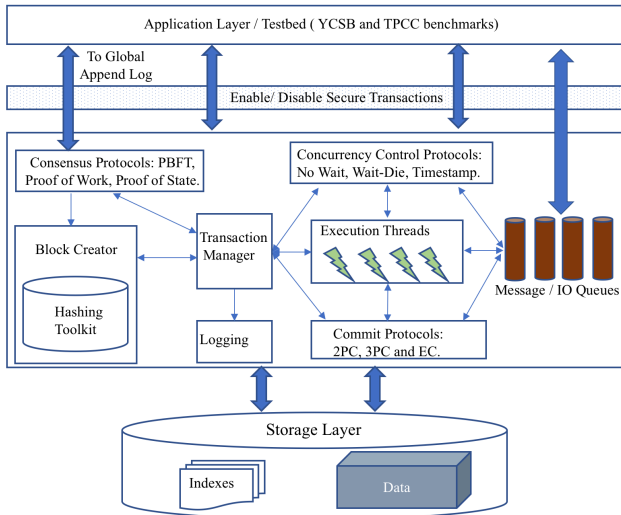 Application Layer / Testbed ( YCSB and TPCC benchmarks)
To Global
Append Log
Enable/ Disable Secure Transactions
Consensus Protocols: PBFT,
Proof of Work, Proof of State.
Concurrency Control Protocols:
No Wait, Wait-Die, Timestamp.
Block Creator
Hashing
Toolkit
Transaction
Manager
Execution Threads
Message / IO Queues
Logging
Commit Protocols:
2PC, 3PC and EC.
Storage Layer
Indexes
Data